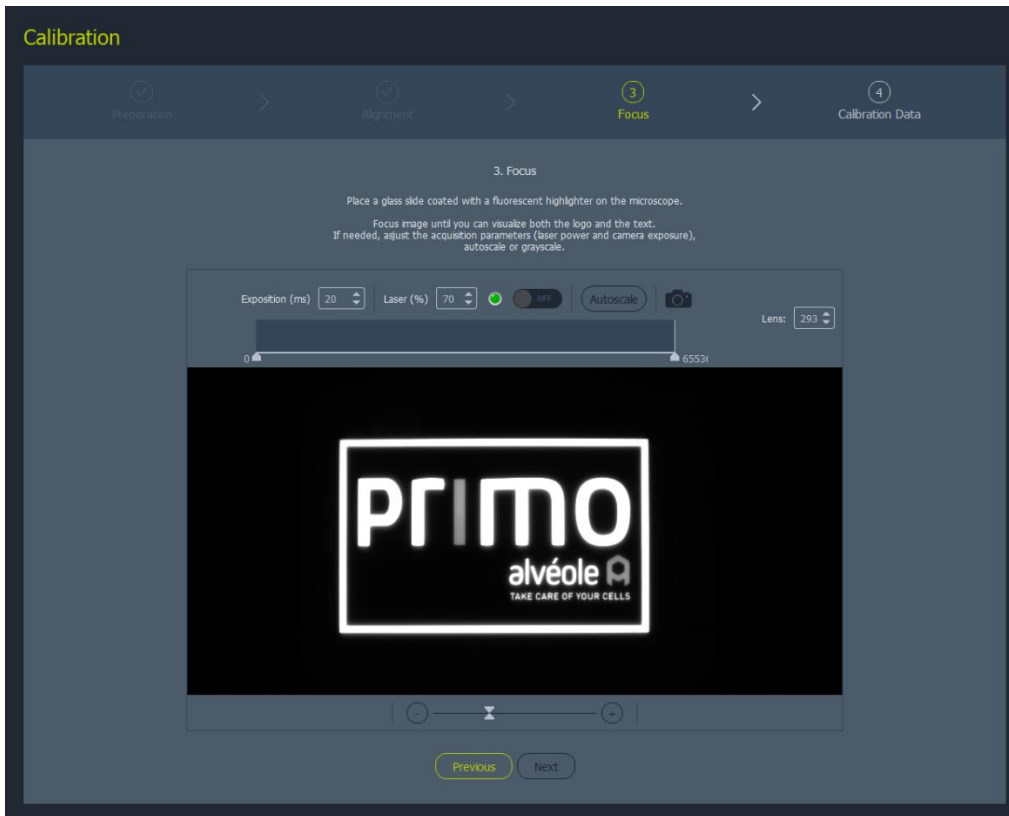 Calibration
3
4
Preparation
Alignment
Focus
Calibration Data
3. Focus
Place a glass slide coated with a fluorescent highlighter on the microscope.
Focus image until you can visualize both the logo and the text.
If needed, asjust the acquisition parameters (laser power and camera exposure),
autoscale or grayscale.
Exposition (ms) 20 Laser (%) 70 OFF Autoscale
Lens: 293
0
65536
primo
alvéole
TAKE CARE OF YOUR CELLS
- +
Previous Next